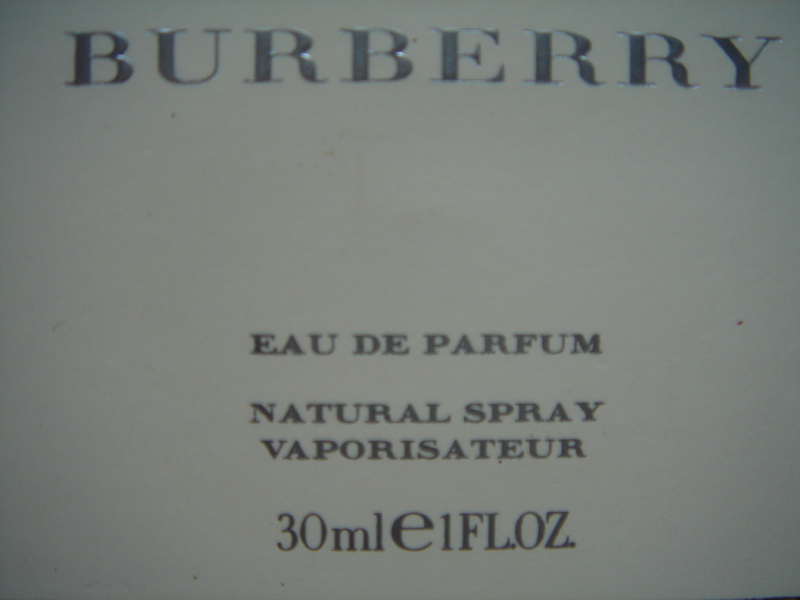 BURBERRY
EAU DE PARFUM
NATURAL SPRAY
VAPORISATEUR
30ml℮1FL.OZ.